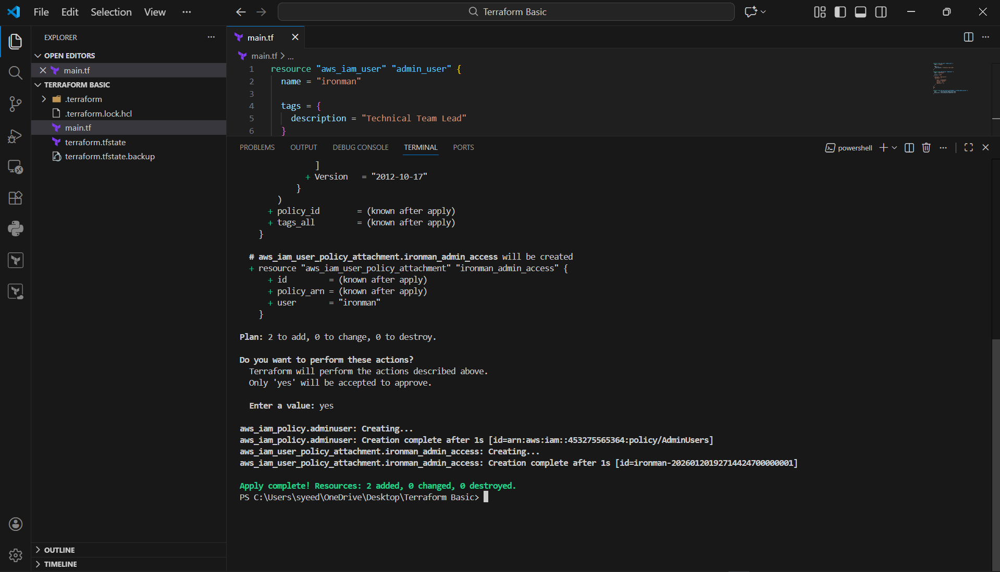 File Edit Selection View ··· Terraform Basic
EXPLORER ···
OPEN EDITORS
main.tf
TERRAFORM BASIC
.terraform
.terraform.lock.hcl
main.tf
terraform.tfstate
terraform.tfstate.backup
OUTLINE
TIMELINE
main.tf
main.tf > ...
1 resource "aws_iam_user" "admin_user" {
2 name = "ironman"
3
4 tags = {
5 description = "Technical Team Lead"
6 }
PROBLEMS OUTPUT DEBUG CONSOLE TERMINAL PORTS powershell
]
+ Version = "2012-10-17"
}
)
+ policy_id = (known after apply)
+ tags_all = (known after apply)
}
# aws_iam_user_policy_attachment.ironman_admin_access will be created
+ resource "aws_iam_user_policy_attachment" "ironman_admin_access" {
+ id = (known after apply)
+ policy_arn = (known after apply)
+ user = "ironman"
}
Plan: 2 to add, 0 to change, 0 to destroy.
Do you want to perform these actions?
Terraform will perform the actions described above.
Only 'yes' will be accepted to approve.
Enter a value: yes
aws_iam_policy.adminuser: Creating...
aws_iam_policy.adminuser: Creation complete after 1s [id=arn:aws:iam::453275565364:policy/AdminUsers]
aws_iam_user_policy_attachment.ironman_admin_access: Creating...
aws_iam_user_policy_attachment.ironman_admin_access: Creation complete after 1s [id=ironman-20260120192714424700000001]
Apply complete! Resources: 2 added, 0 changed, 0 destroyed.
PS C:\Users\syeed\OneDrive\Desktop\Terraform Basic>